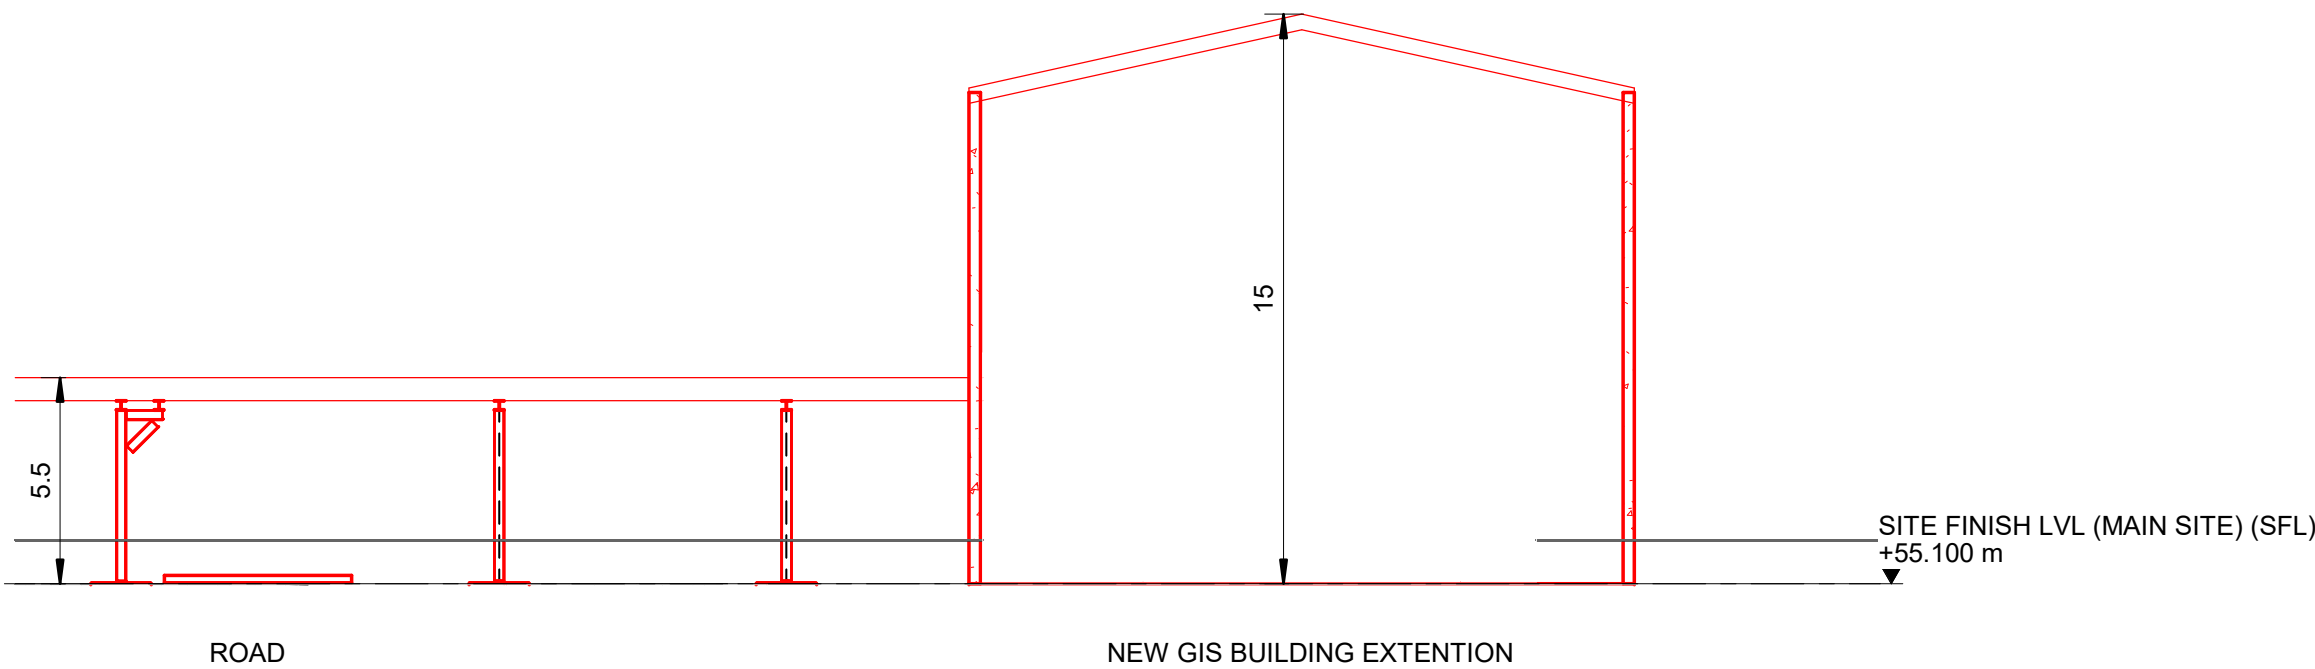 15
5.5
SITE FINISH LVL (MAIN SITE) (SFL)
+55.100 m
ROAD
NEW GIS BUILDING EXTENTION